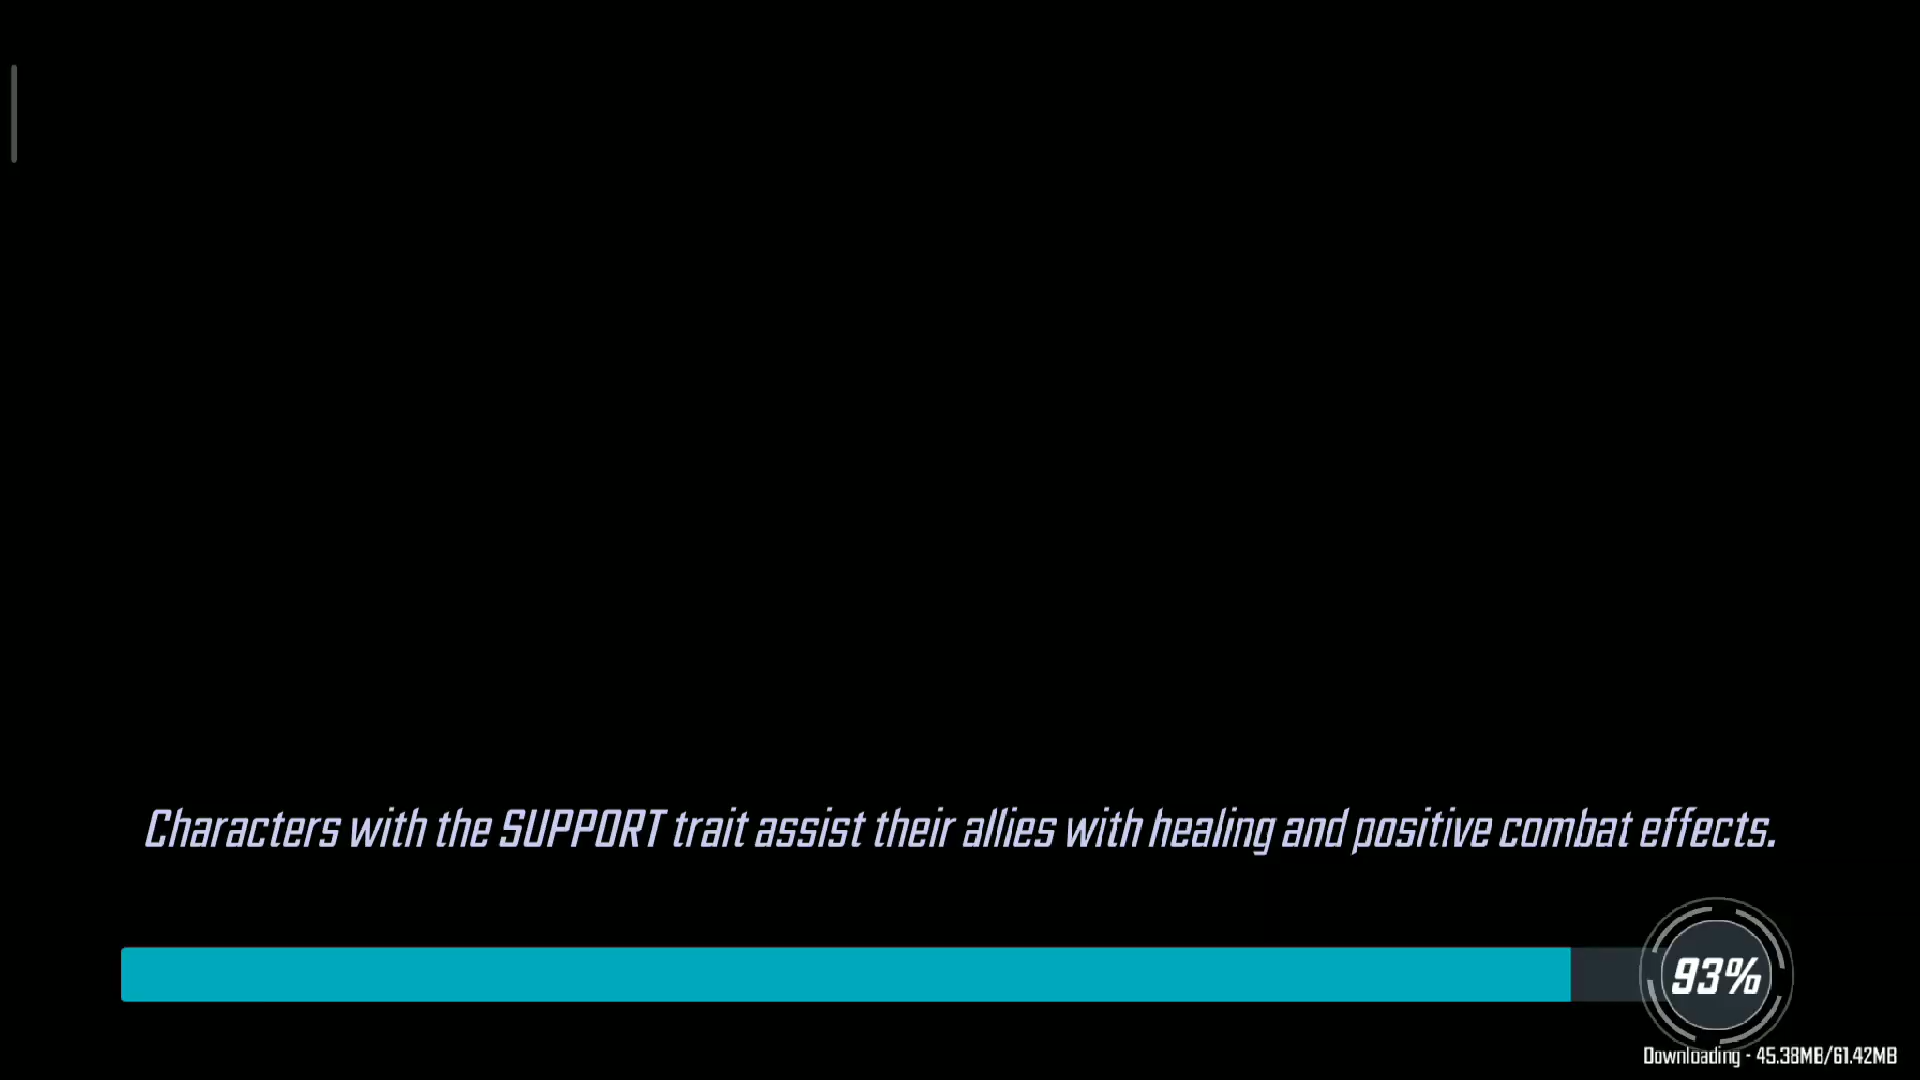 Characters with the SUPPORT trait assist their allies with healing and positive combat effects.
93%
Downloading - 45.38MB/61.42MB